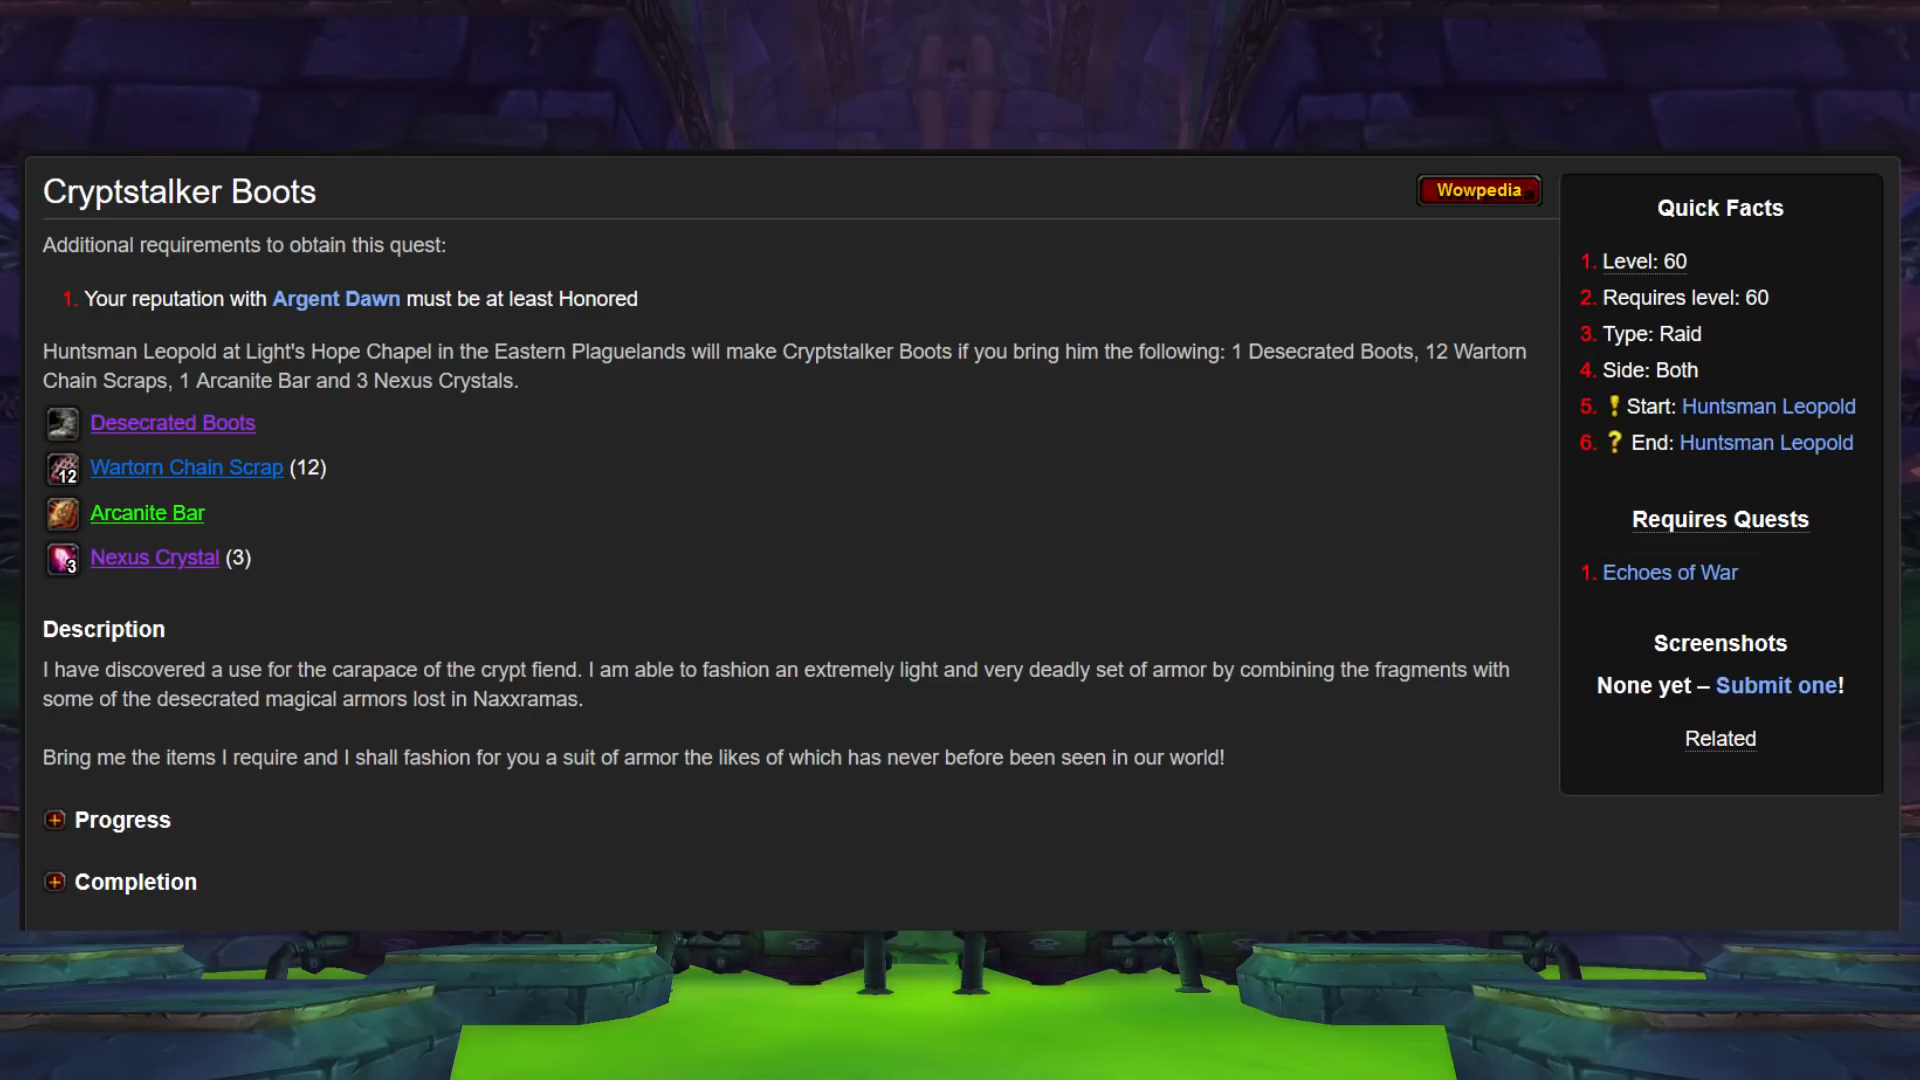 Cryptstalker Boots
Wowpedia
Additional requirements to obtain this quest:
1. Your reputation with Argent Dawn must be at least Honored
Huntsman Leopold at Light's Hope Chapel in the Eastern Plaguelands will make Cryptstalker Boots if you bring him the following: 1 Desecrated Boots, 12 Wartorn
Chain Scraps, 1 Arcanite Bar and 3 Nexus Crystals.
Desecrated Boots
12 Wartorn Chain Scrap (12)
Arcanite Bar
3 Nexus Crystal (3)
Description
I have discovered a use for the carapace of the crypt fiend. I am able to fashion an extremely light and very deadly set of armor by combining the fragments with
some of the desecrated magical armors lost in Naxxramas.
Bring me the items I require and I shall fashion for you a suit of armor the likes of which has never before been seen in our world!
Progress
Completion
Quick Facts
1. Level: 60
2. Requires level: 60
3. Type: Raid
4. Side: Both
5. ! Start: Huntsman Leopold
6. ? End: Huntsman Leopold
Requires Quests
1. Echoes of War
Screenshots
None yet – Submit one!
Related